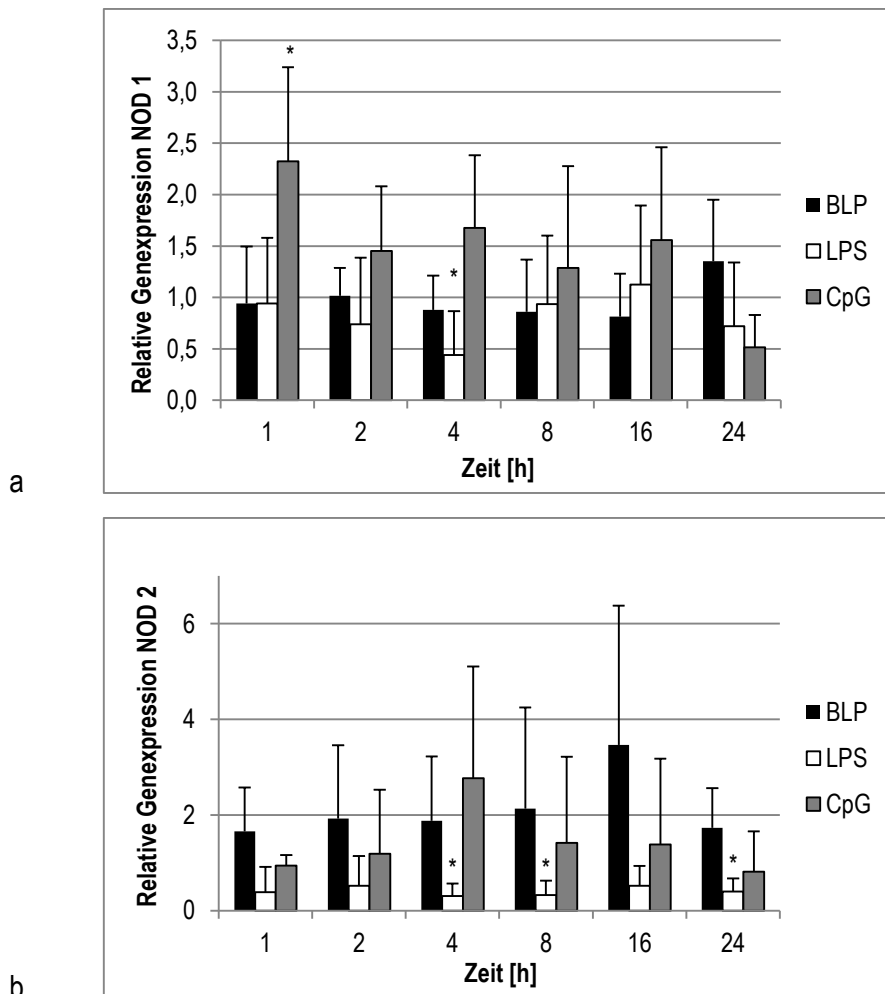 3,5
3,0
2,5
2,0
1,5
1,0
0,5
0,0
Relative Genexpression NOD 1
*
*
1 2 4 8 16 24
Zeit [h]
BLP
LPS
CpG
a
6
4
2
0
Relative Genexpression NOD 2
* * *
1 2 4 8 16 24
Zeit [h]
BLP
LPS
CpG
b